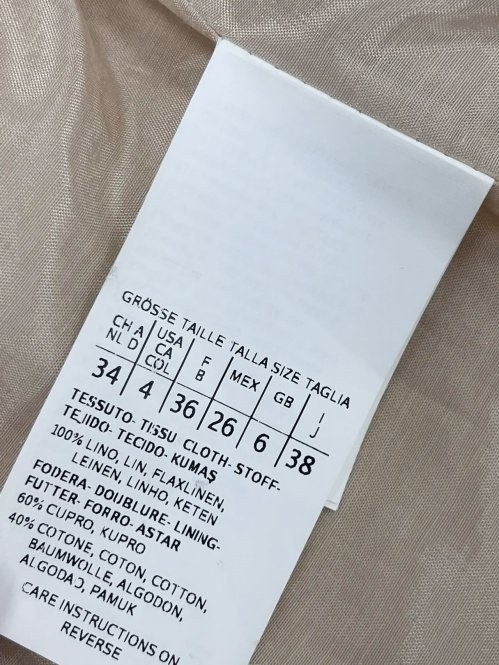 GRÖSSE TAILLE TALLA SIZE TAGLIA
CH A USA F MEX GB I
NL D CA B J
COL
34 4 36 26 6 38
TESSUTO- TISSU CLOTH- STOFF-
TEJIDO- TECIDO- KUMAŞ
100% LINO, LIN, FLAXLINEN,
LEINEN, LINHO, KETEN
FODERA- DOUBLURE- LINING-
FUTTER- FORRO- ASTAR
60% CUPRO, KUPRO
40% COTONE, COTON, COTTON,
BAUMWOLLE, ALGODON,
ALGODAO, PAMUK
CARE INSTRUCTIONS ON
REVERSE